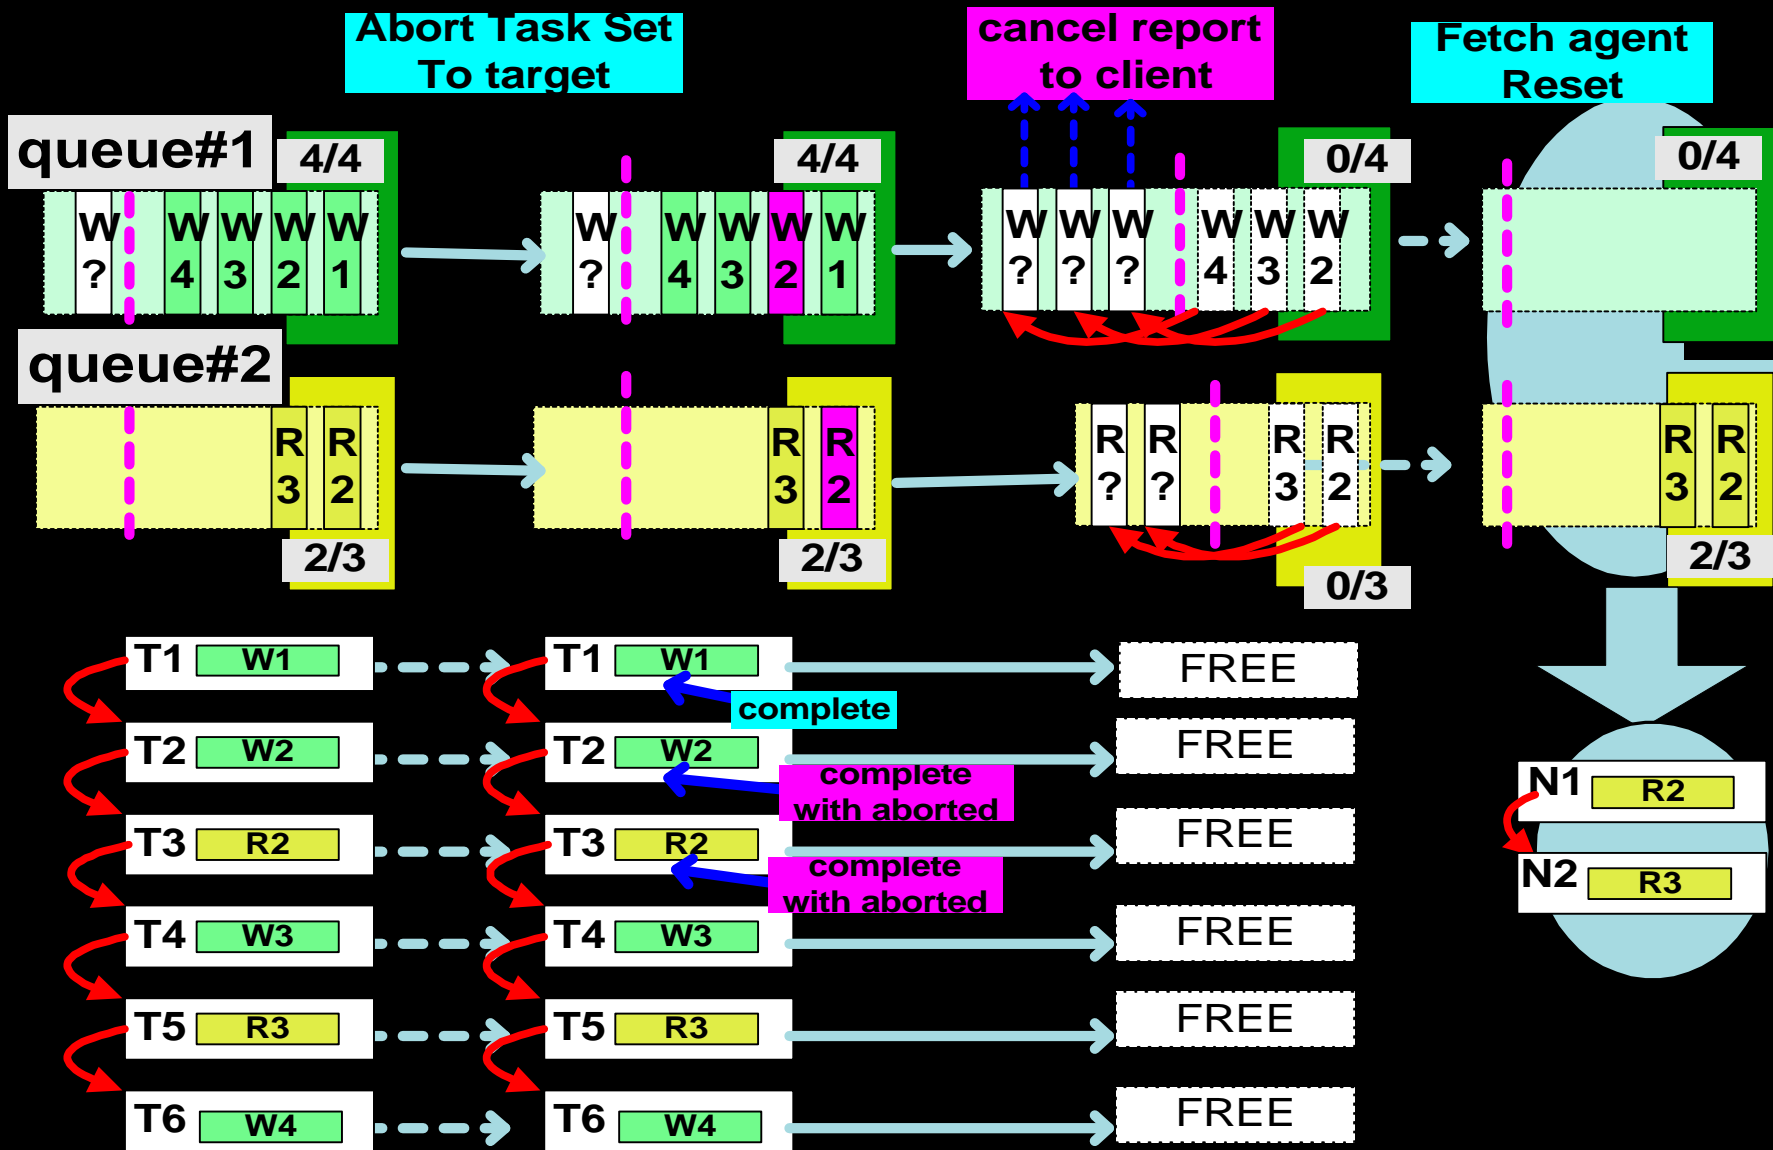 Abort Task Set
To target
cancel report
to client
Fetch agent
Reset
queue#1
4/4
4/4
0/4
0/4
W ? W 4 W 3 W 2 W 1
W ? W 4 W 3 W 2 W 1
W ? W ? W ? W 4 W 3 W 2
queue#2
R 3 R 2
R 3 R 2
R ? R ? R 3 R 2
R 3 R 2
2/3
2/3
0/3
2/3
T1 W1
T1 W1
FREE
complete
T2 W2
T2 W2
FREE
complete
with aborted
T3 R2
T3 R2
FREE
complete
with aborted
T4 W3
T4 W3
FREE
T5 R3
T5 R3
FREE
T6 W4
T6 W4
FREE
N1 R2
N2 R3